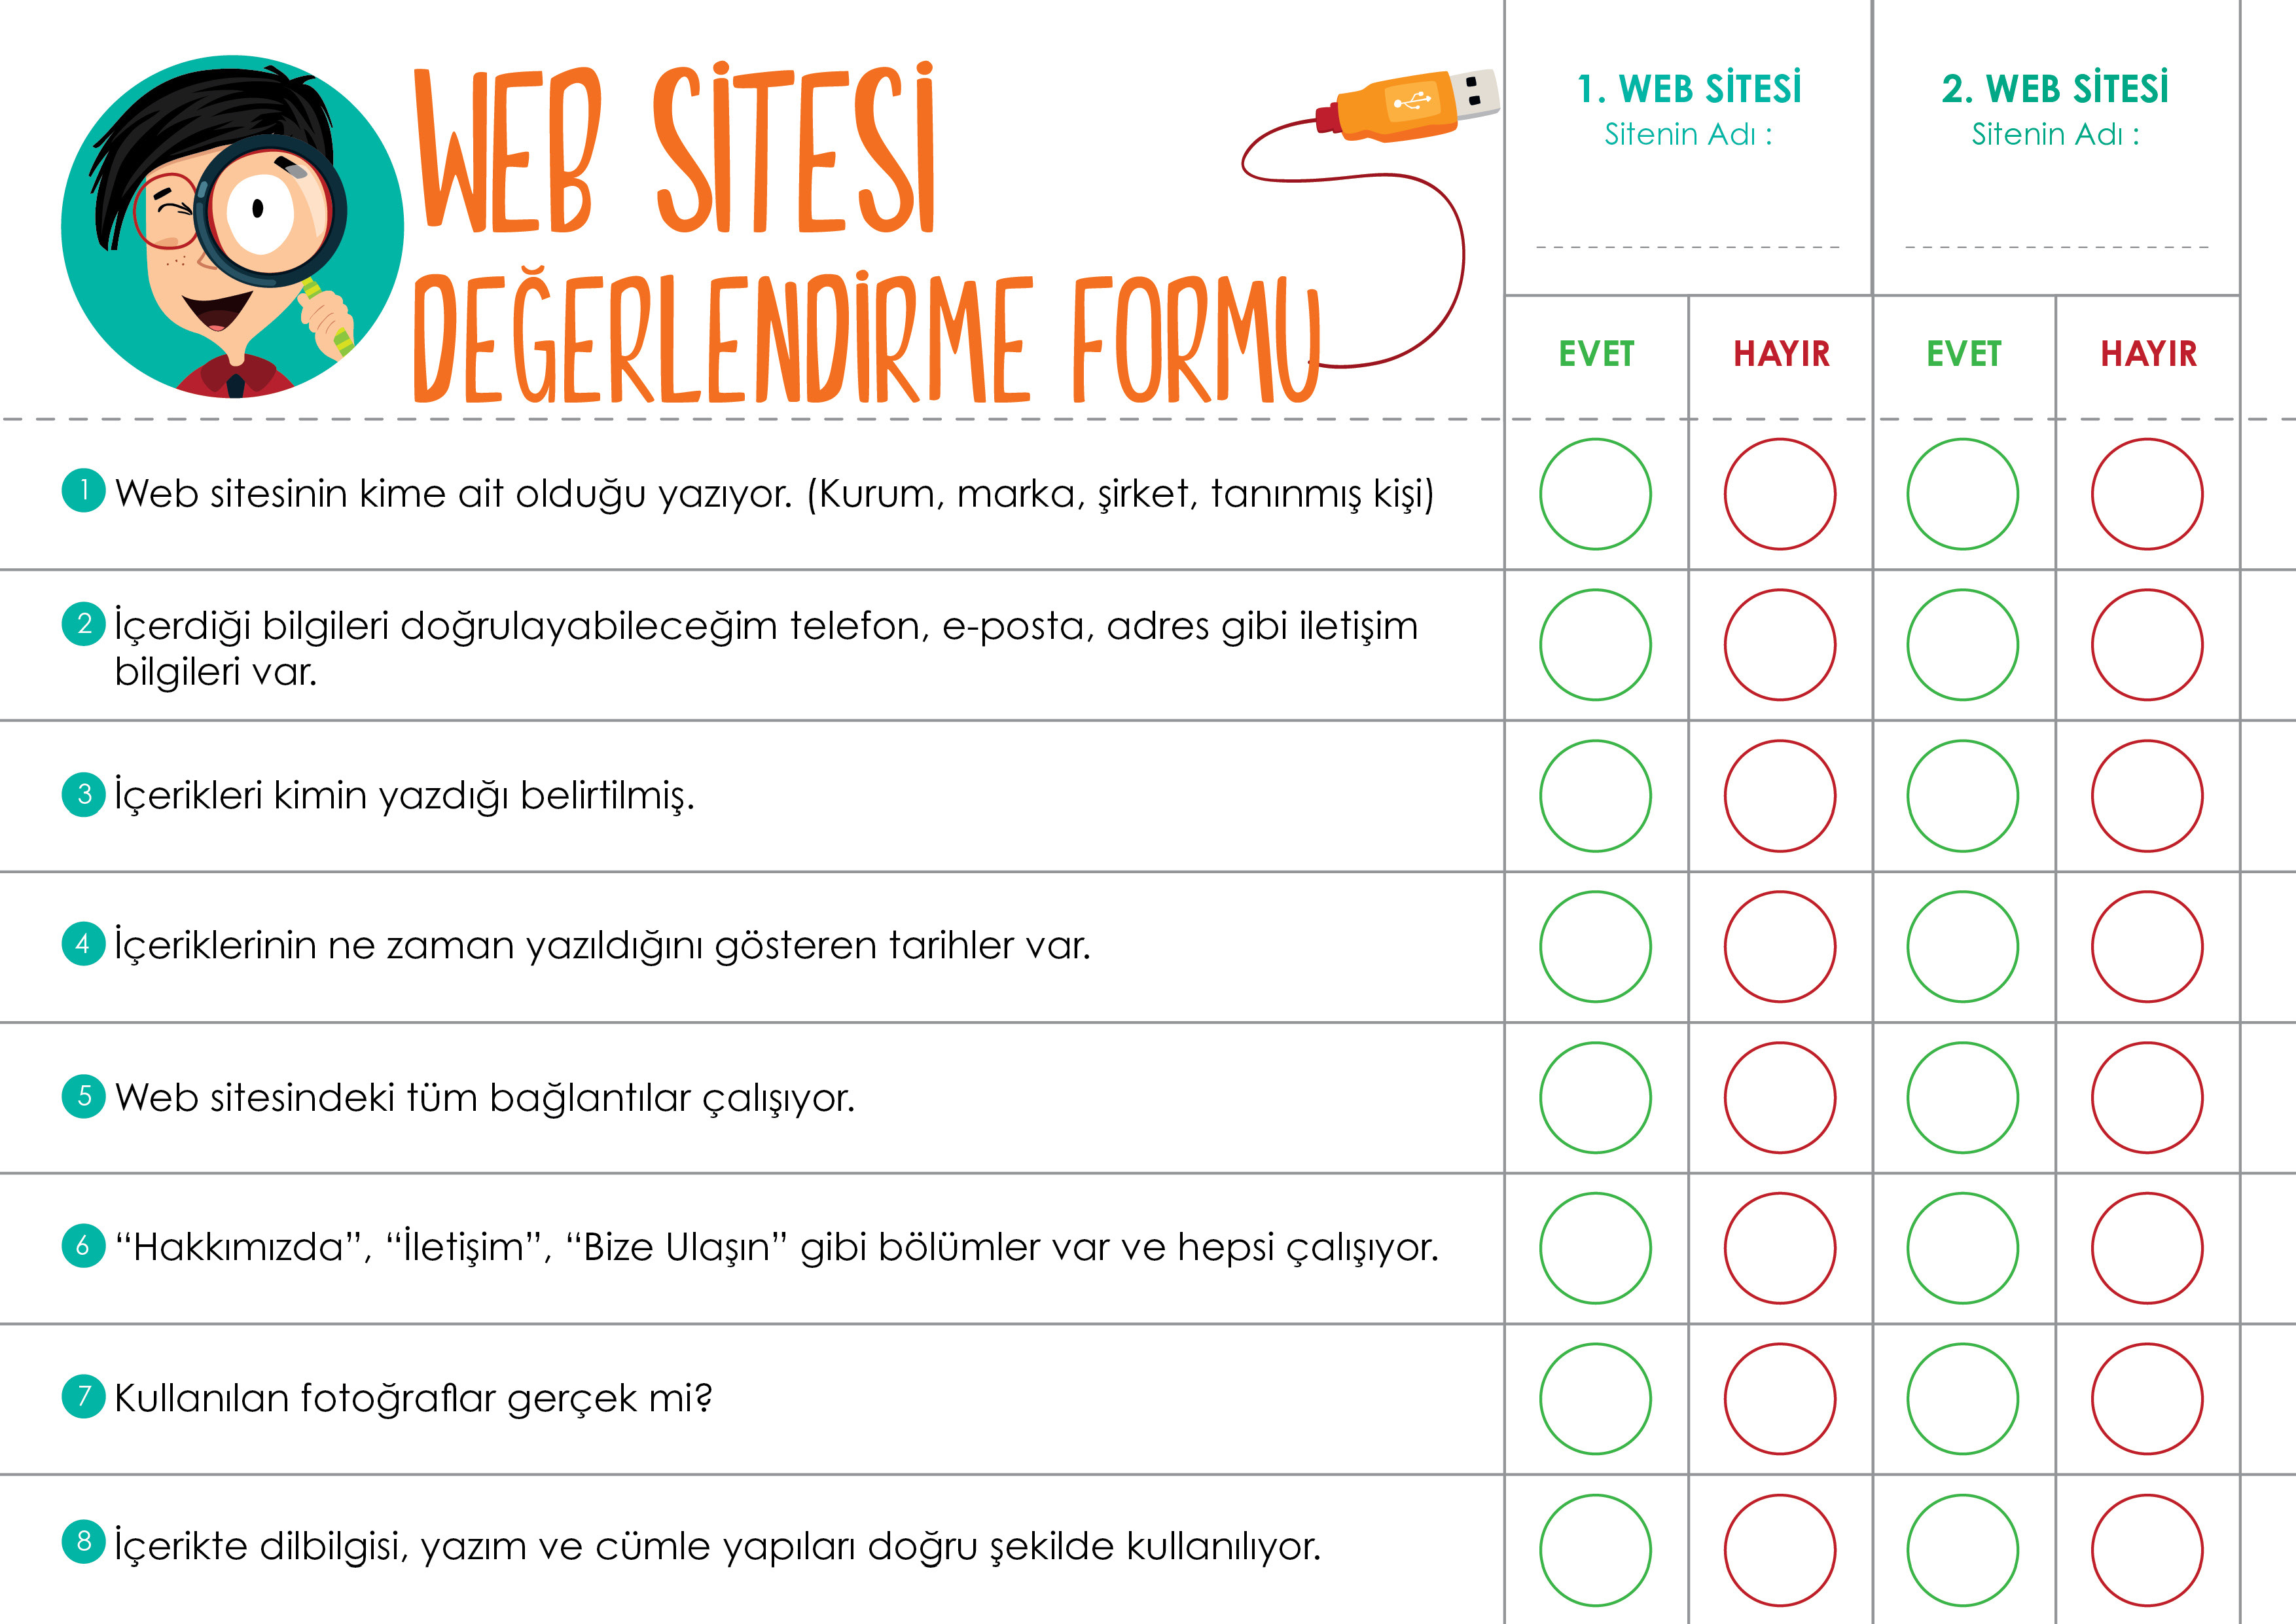 WEB SİTESİ
DEĞERLENDİRME FORMU
1. WEB SİTESİ
Sitenin Adı :
2. WEB SİTESİ
Sitenin Adı :
EVET HAYIR EVET HAYIR
1 Web sitesinin kime ait olduğu yazıyor. (Kurum, marka, şirket, tanınmış kişi)
2 İçerdiği bilgileri doğrulayabileceğim telefon, e-posta, adres gibi iletişim
bilgileri var.
3 İçerikleri kimin yazdığı belirtilmiş.
4 İçeriklerinin ne zaman yazıldığını gösteren tarihler var.
5 Web sitesindeki tüm bağlantılar çalışıyor.
6 “Hakkımızda”, “İletişim”, “Bize Ulaşın” gibi bölümler var ve hepsi çalışıyor.
7 Kullanılan fotoğraflar gerçek mi?
8 İçerikte dilbilgisi, yazım ve cümle yapıları doğru şekilde kullanılıyor.